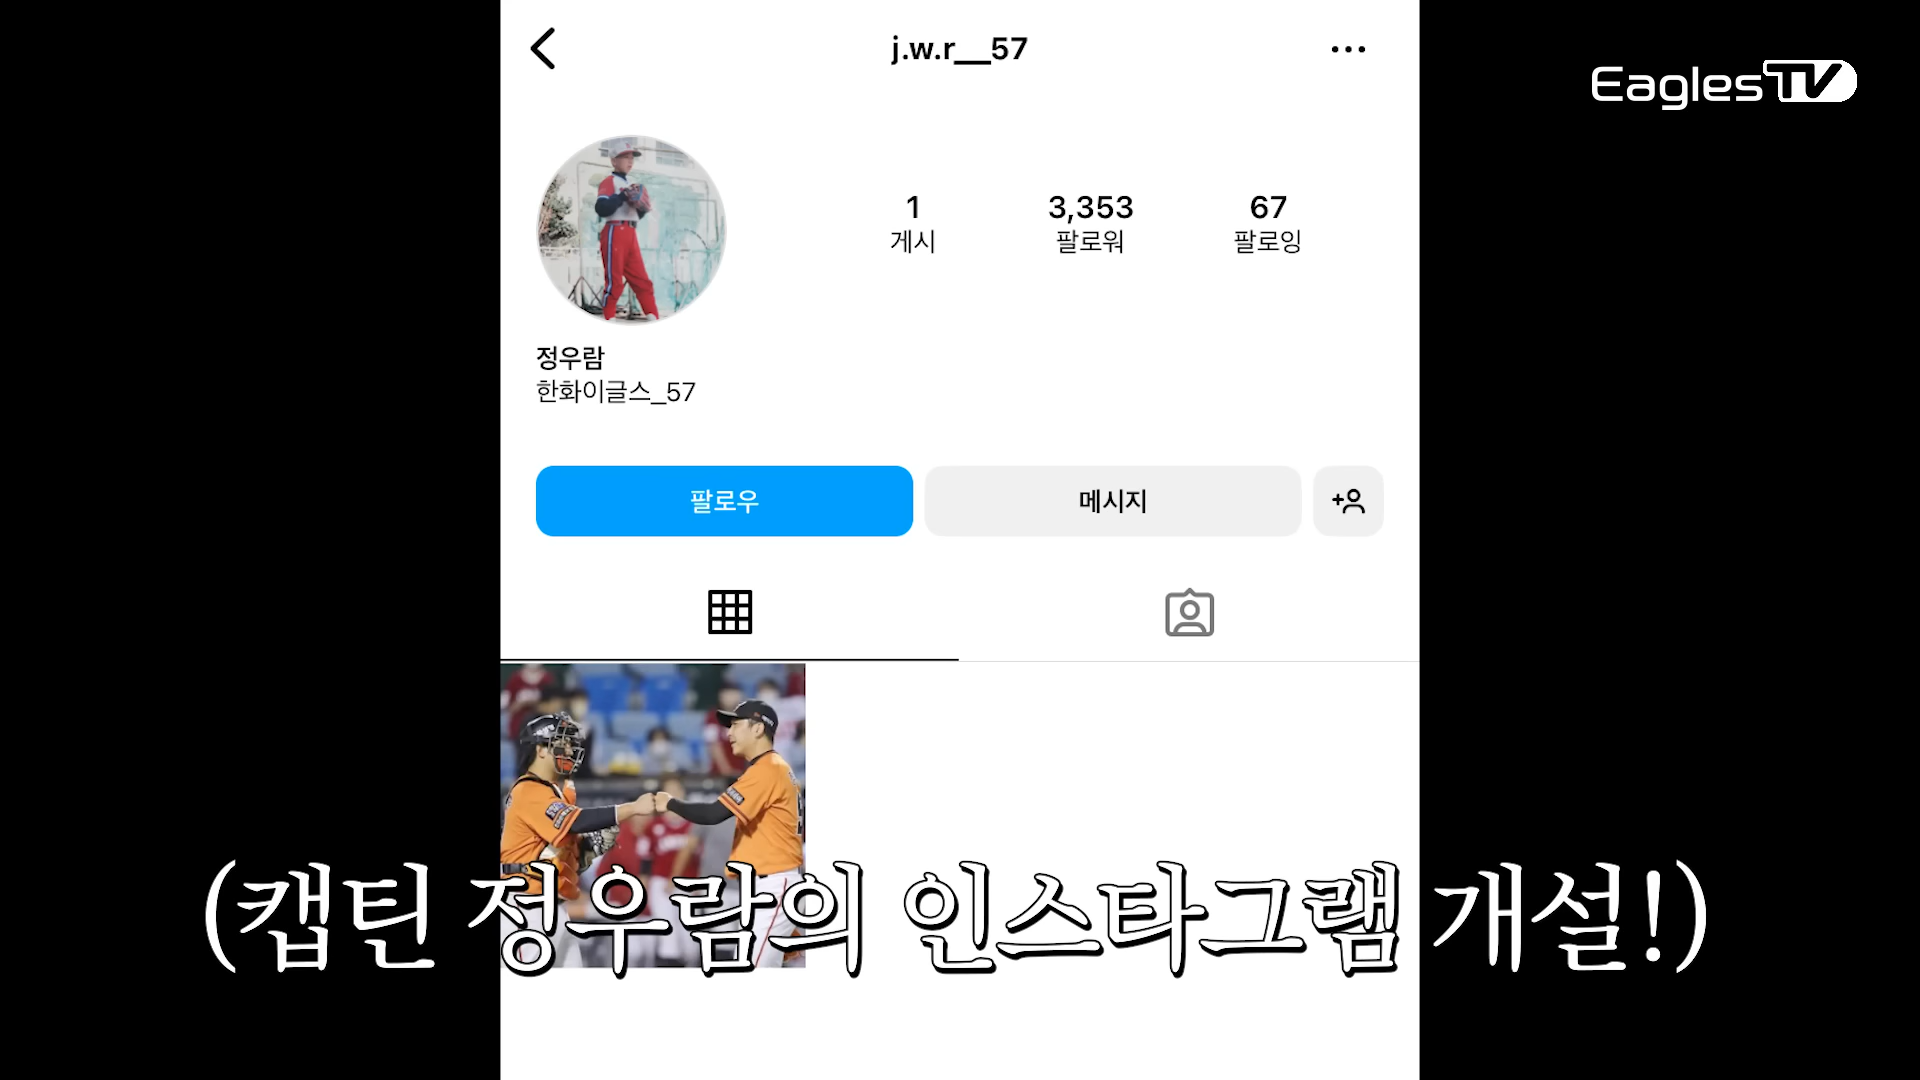 j.w.r__57
EaglesTV
1
게시
3,353
팔로워
67
팔로잉
정우람
한화이글스_57
팔로우
메시지
(캡틴 정우람의 인스타그램 개설!)